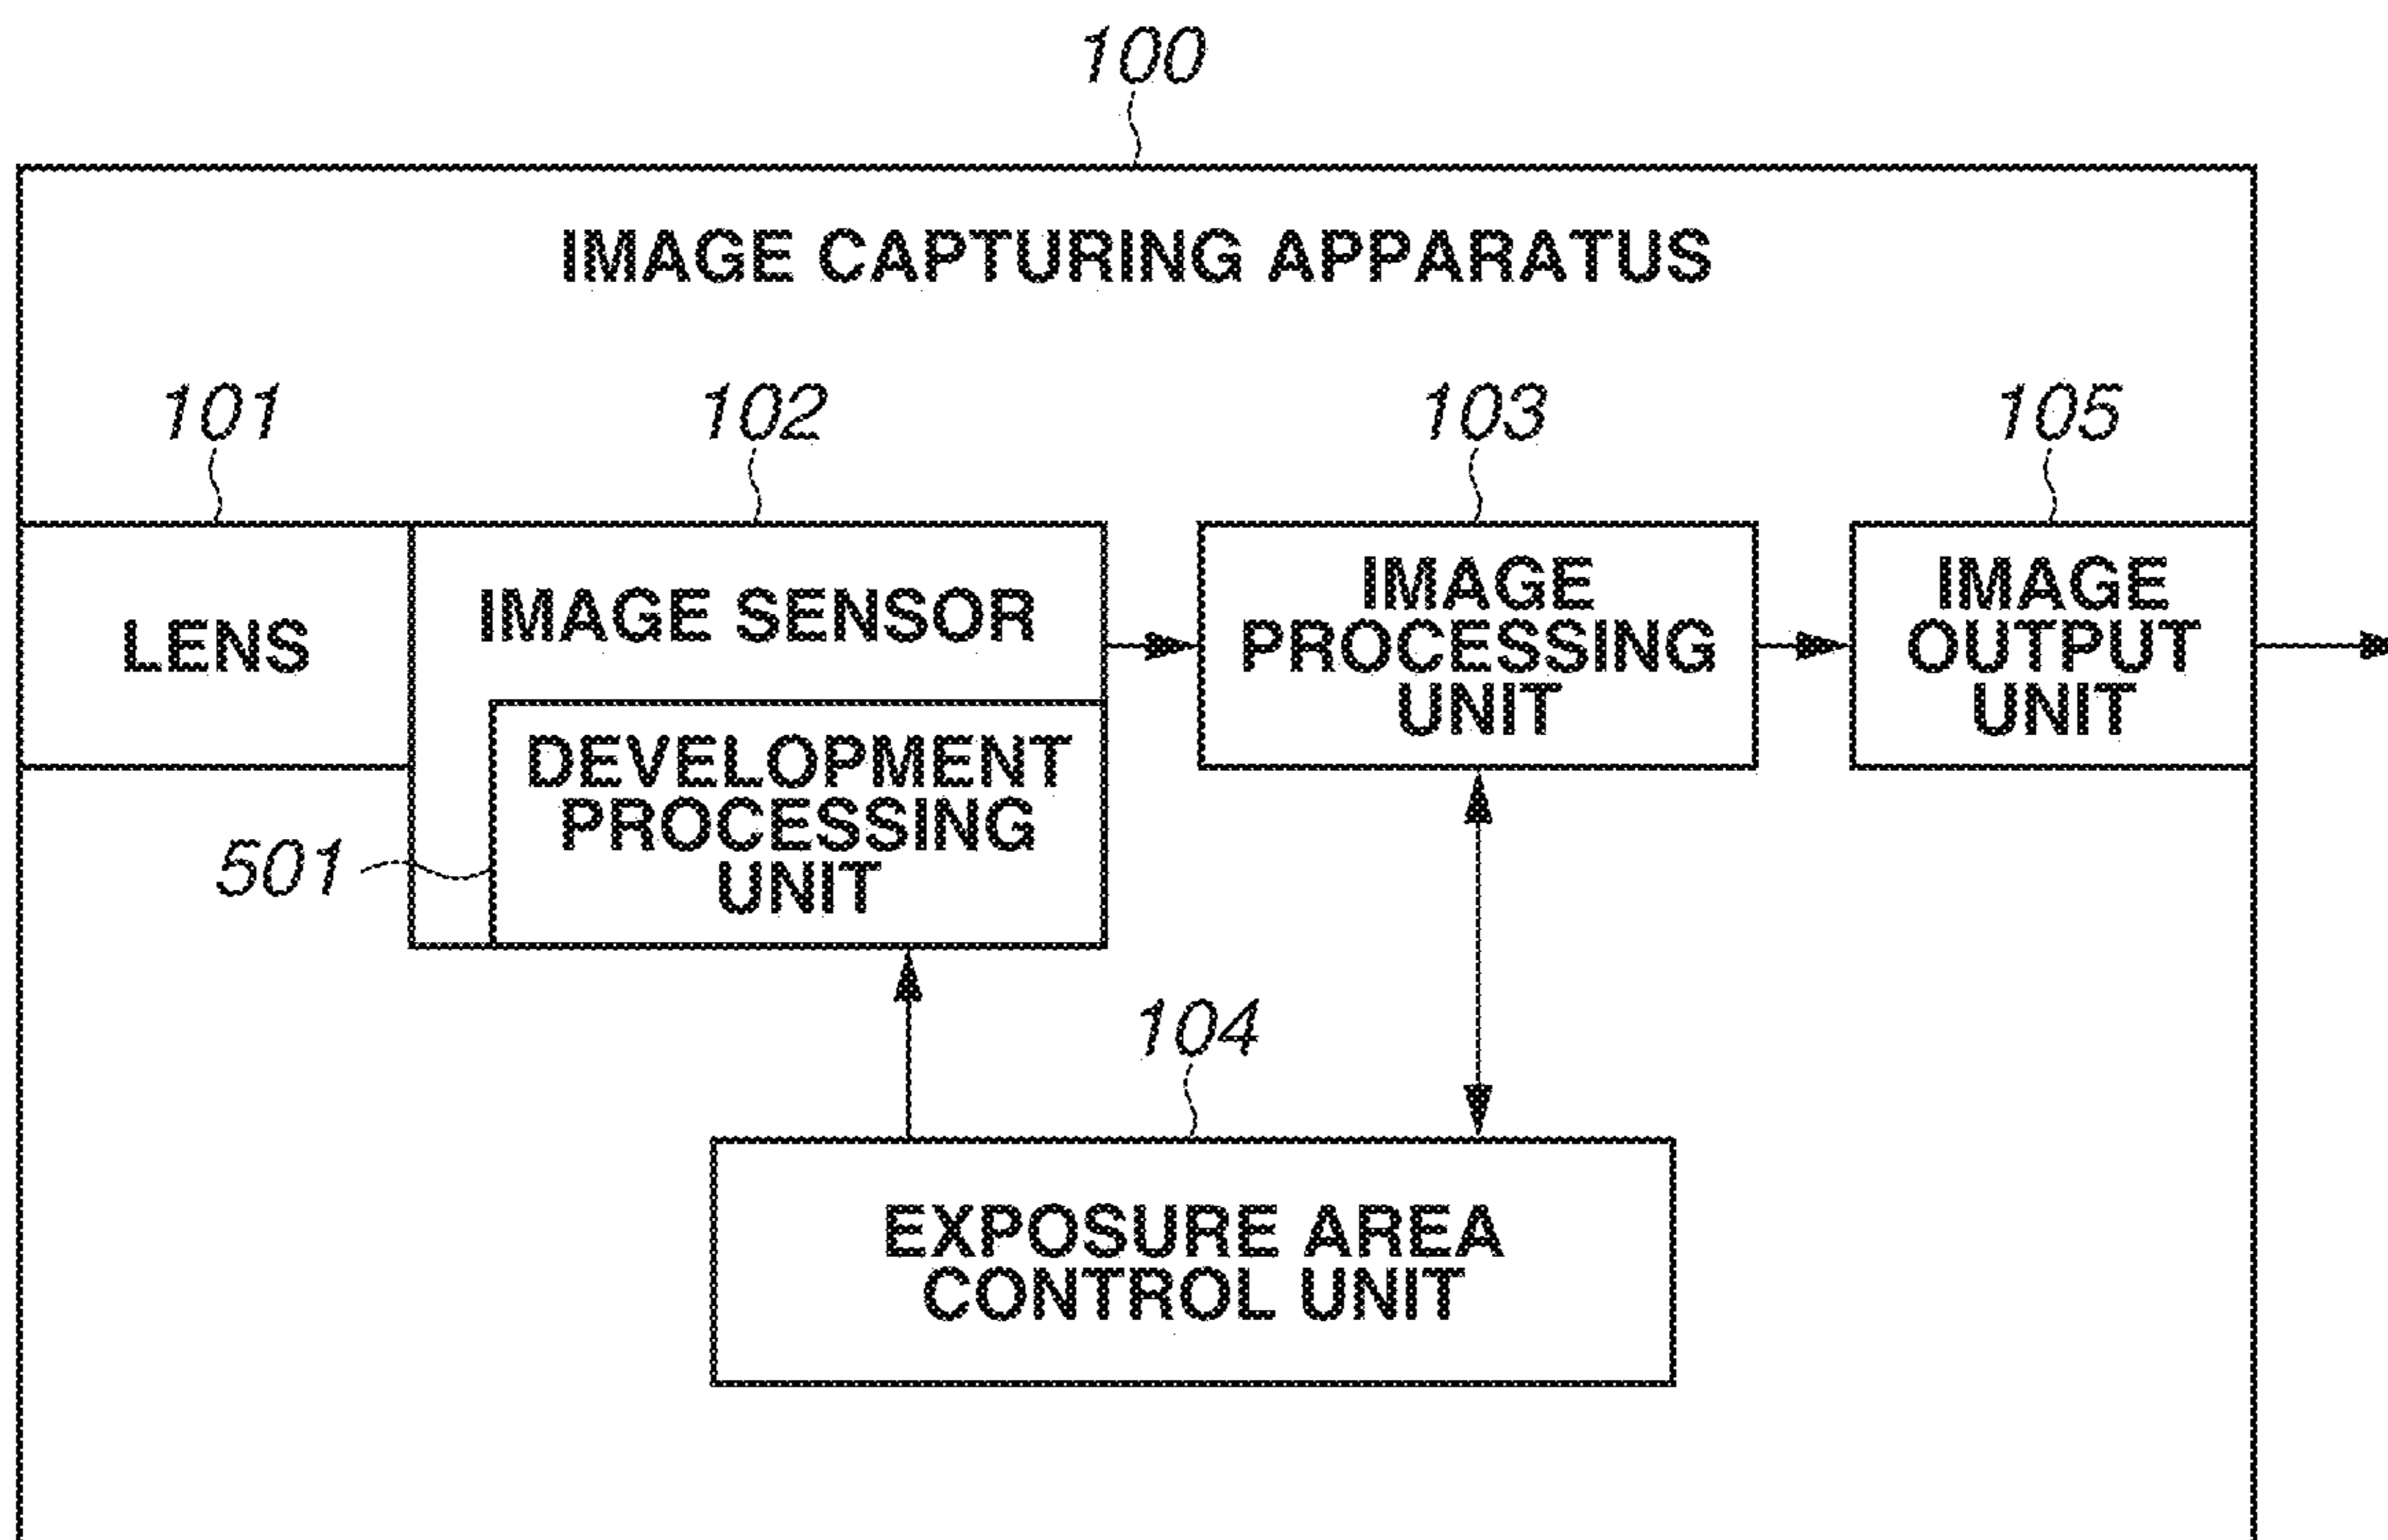 100
IMAGE CAPTURING APPARATUS
101
102
103
105
LENS
IMAGE SENSOR
DEVELOPMENT
PROCESSING
UNIT
501
IMAGE
PROCESSING
UNIT
IMAGE
OUTPUT
UNIT
104
EXPOSURE AREA
CONTROL UNIT